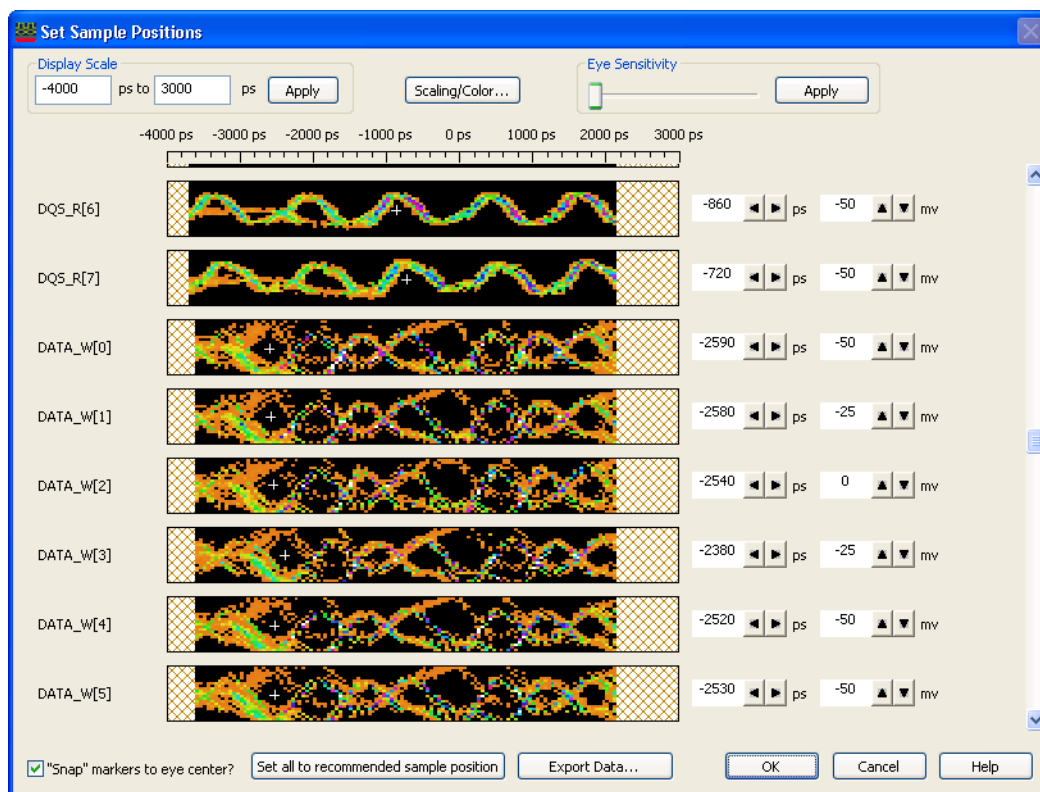 Set Sample Positions
Display Scale
Eye Sensitivity
-4000 ps to 3000 ps Apply Scaling/Color... Apply
-4000 ps -3000 ps -2000 ps -1000 ps 0 ps 1000 ps 2000 ps 3000 ps
DQS_R[6] -860 ps -50 mv
DQS_R[7] -720 ps -50 mv
DATA_W[0] -2590 ps -50 mv
DATA_W[1] -2580 ps -25 mv
DATA_W[2] -2540 ps 0 mv
DATA_W[3] -2380 ps -25 mv
DATA_W[4] -2520 ps -50 mv
DATA_W[5] -2530 ps -50 mv
"Snap" markers to eye center? Set all to recommended sample position Export Data... OK Cancel Help